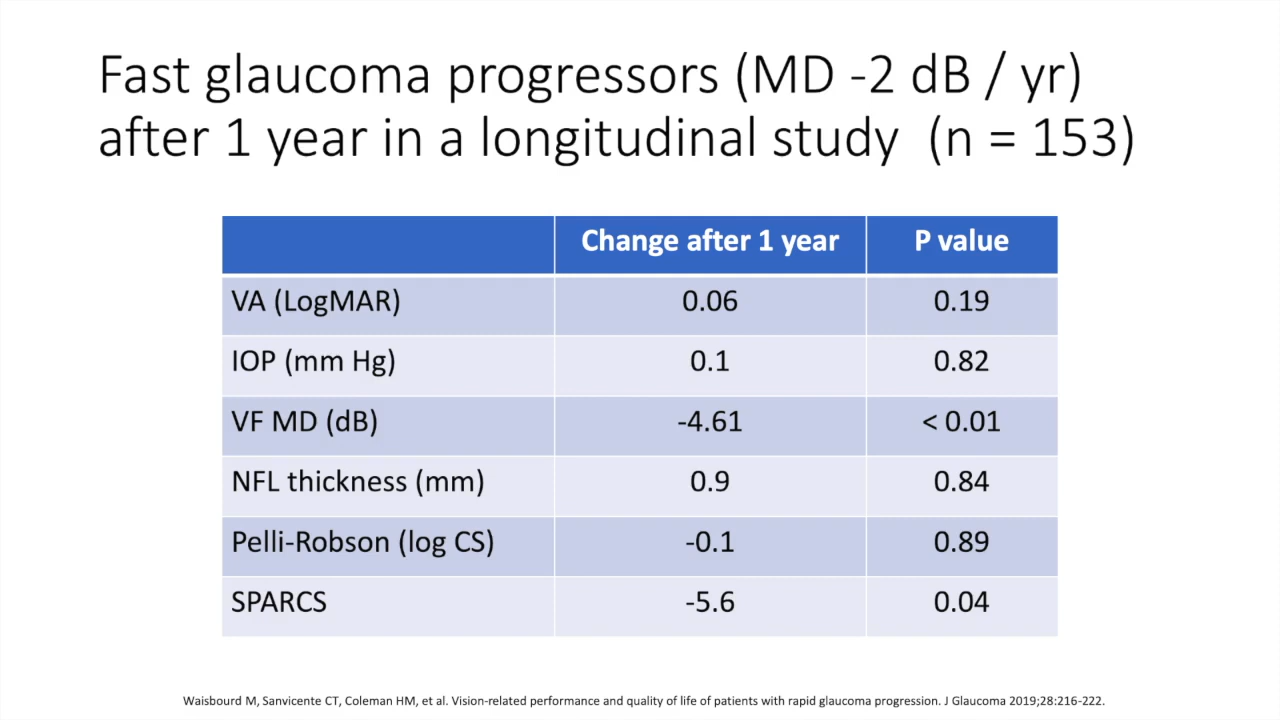 Fast glaucoma progressors (MD -2 dB / yr)
after 1 year in a longitudinal study (n = 153)
Change after 1 year P value
VA (LogMAR) 0.06 0.19
IOP (mm Hg) 0.1 0.82
VF MD (dB) -4.61 < 0.01
NFL thickness (mm) 0.9 0.84
Pelli-Robson (log CS) -0.1 0.89
SPARCS -5.6 0.04
Waisbourd M, Sanvicente CT, Coleman HM, et al. Vision-related performance and quality of life of patients with rapid glaucoma progression. J Glaucoma 2019;28:216-222.